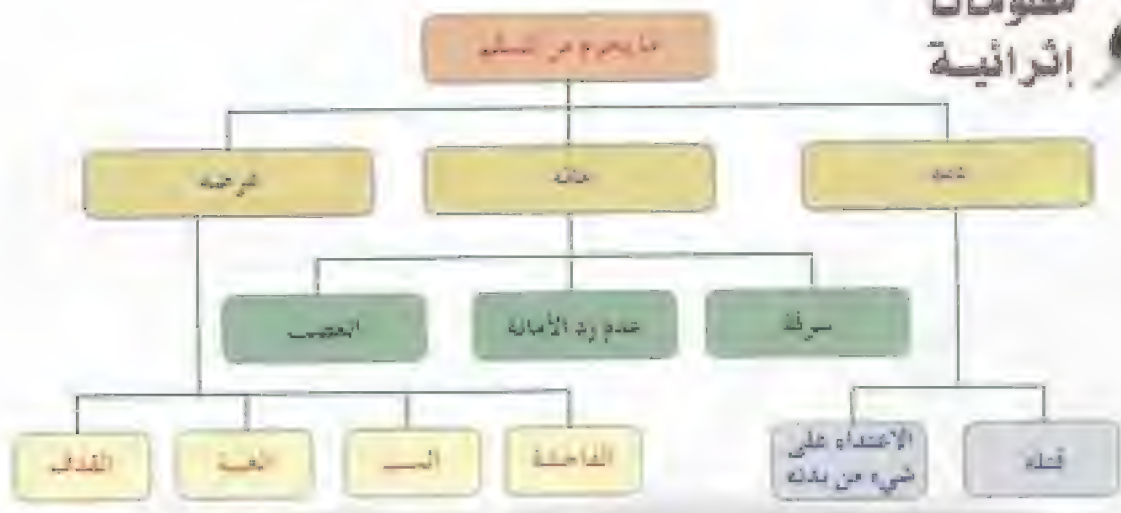 معلومات
إثرائية
ما يحرم من المسلم
دمه
ماله
عرضه
سرقة
عدم رد الأمانة
الغصب
قتله
الاعتداء على
شيء من بدنه
الفاحشة
السب
الغيبة
القذف